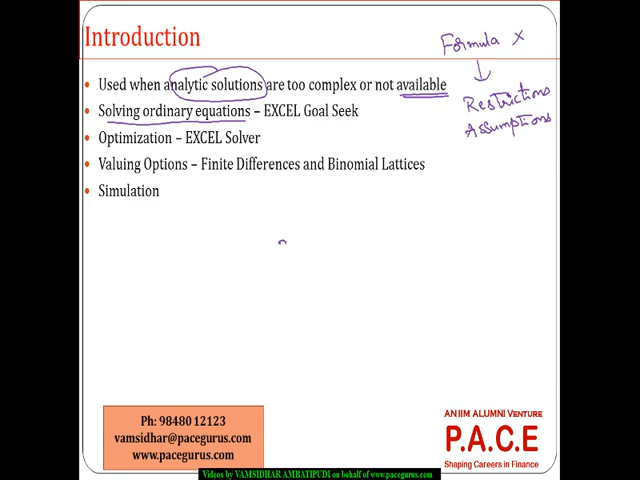 Introduction
Formula X
Used when analytic solutions are too complex or not available
Restrictions
Assumptions
Solving ordinary equations – EXCEL Goal Seek
Optimization – EXCEL Solver
Valuing Options – Finite Differences and Binomial Lattices
Simulation
Ph: 98480 12123
vamsidhar@pacegurus.com
www.pacegurus.com
AN IIM ALUMNI VENTURE
P.A.C.E
Shaping Careers in Finance
Videos by VAMSIDHAR AMBATIPUDI on behalf of www.pacegurus.com